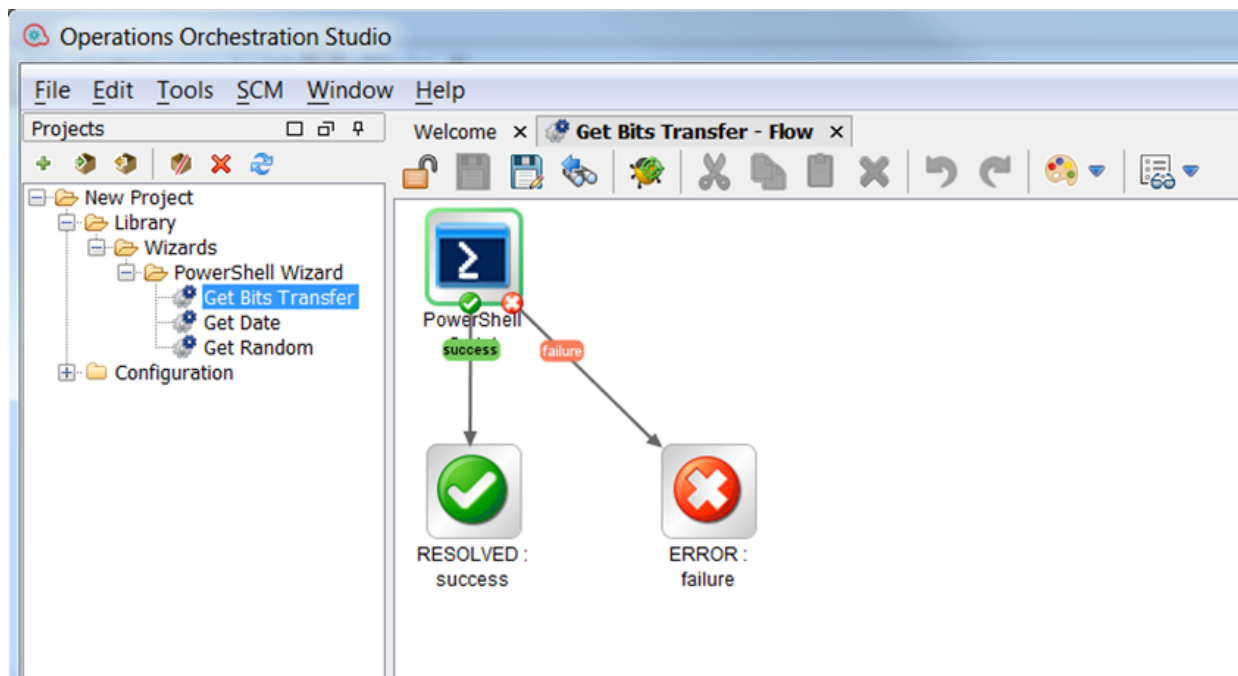 Operations Orchestration Studio
File Edit Tools SCM Window Help
Projects
Welcome
Get Bits Transfer - Flow
New Project
Library
Wizards
PowerShell Wizard
Get Bits Transfer
Get Date
Get Random
Configuration
PowerShell
success
failure
RESOLVED :
success
ERROR :
failure